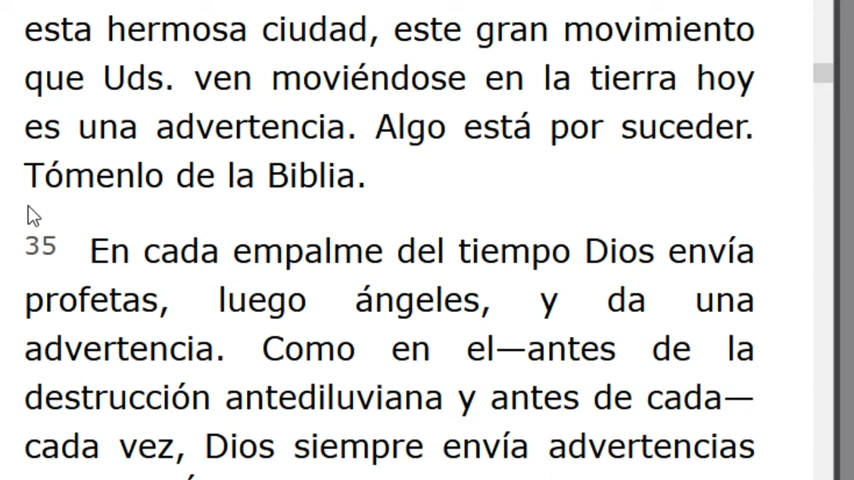 esta hermosa ciudad, este gran movimiento
que Uds. ven moviéndose en la tierra hoy
es una advertencia. Algo está por suceder.
Tómenlo de la Biblia.
35 En cada empalme del tiempo Dios envía
profetas, luego ángeles, y da una
advertencia. Como en el—antes de la
destrucción antediluviana y antes de cada—
cada vez, Dios siempre envía advertencias